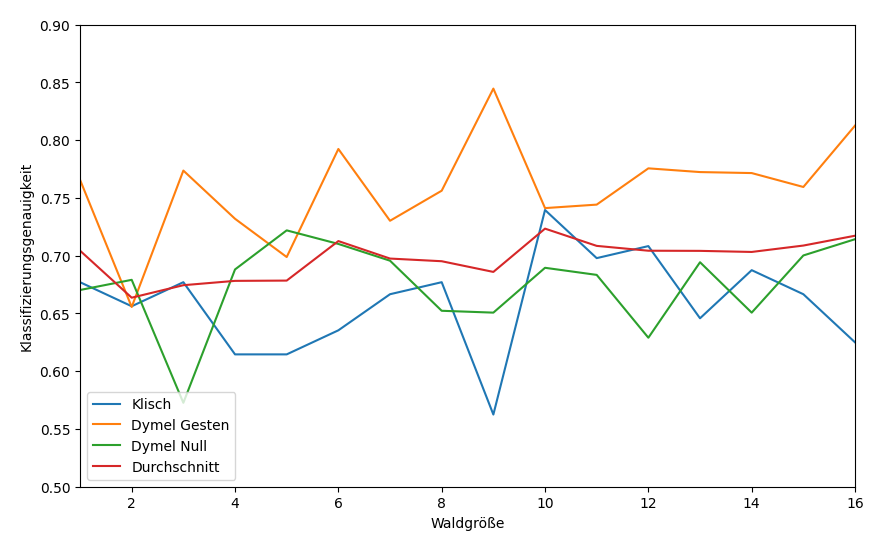 0.90
0.85
0.80
0.75
0.70
0.65
0.60
0.55
0.50
Klassifizierungsgenauigkeit
Klisch
Dymel Gesten
Dymel Null
Durchschnitt
2 4 6 8 10 12 14 16
Waldgröße